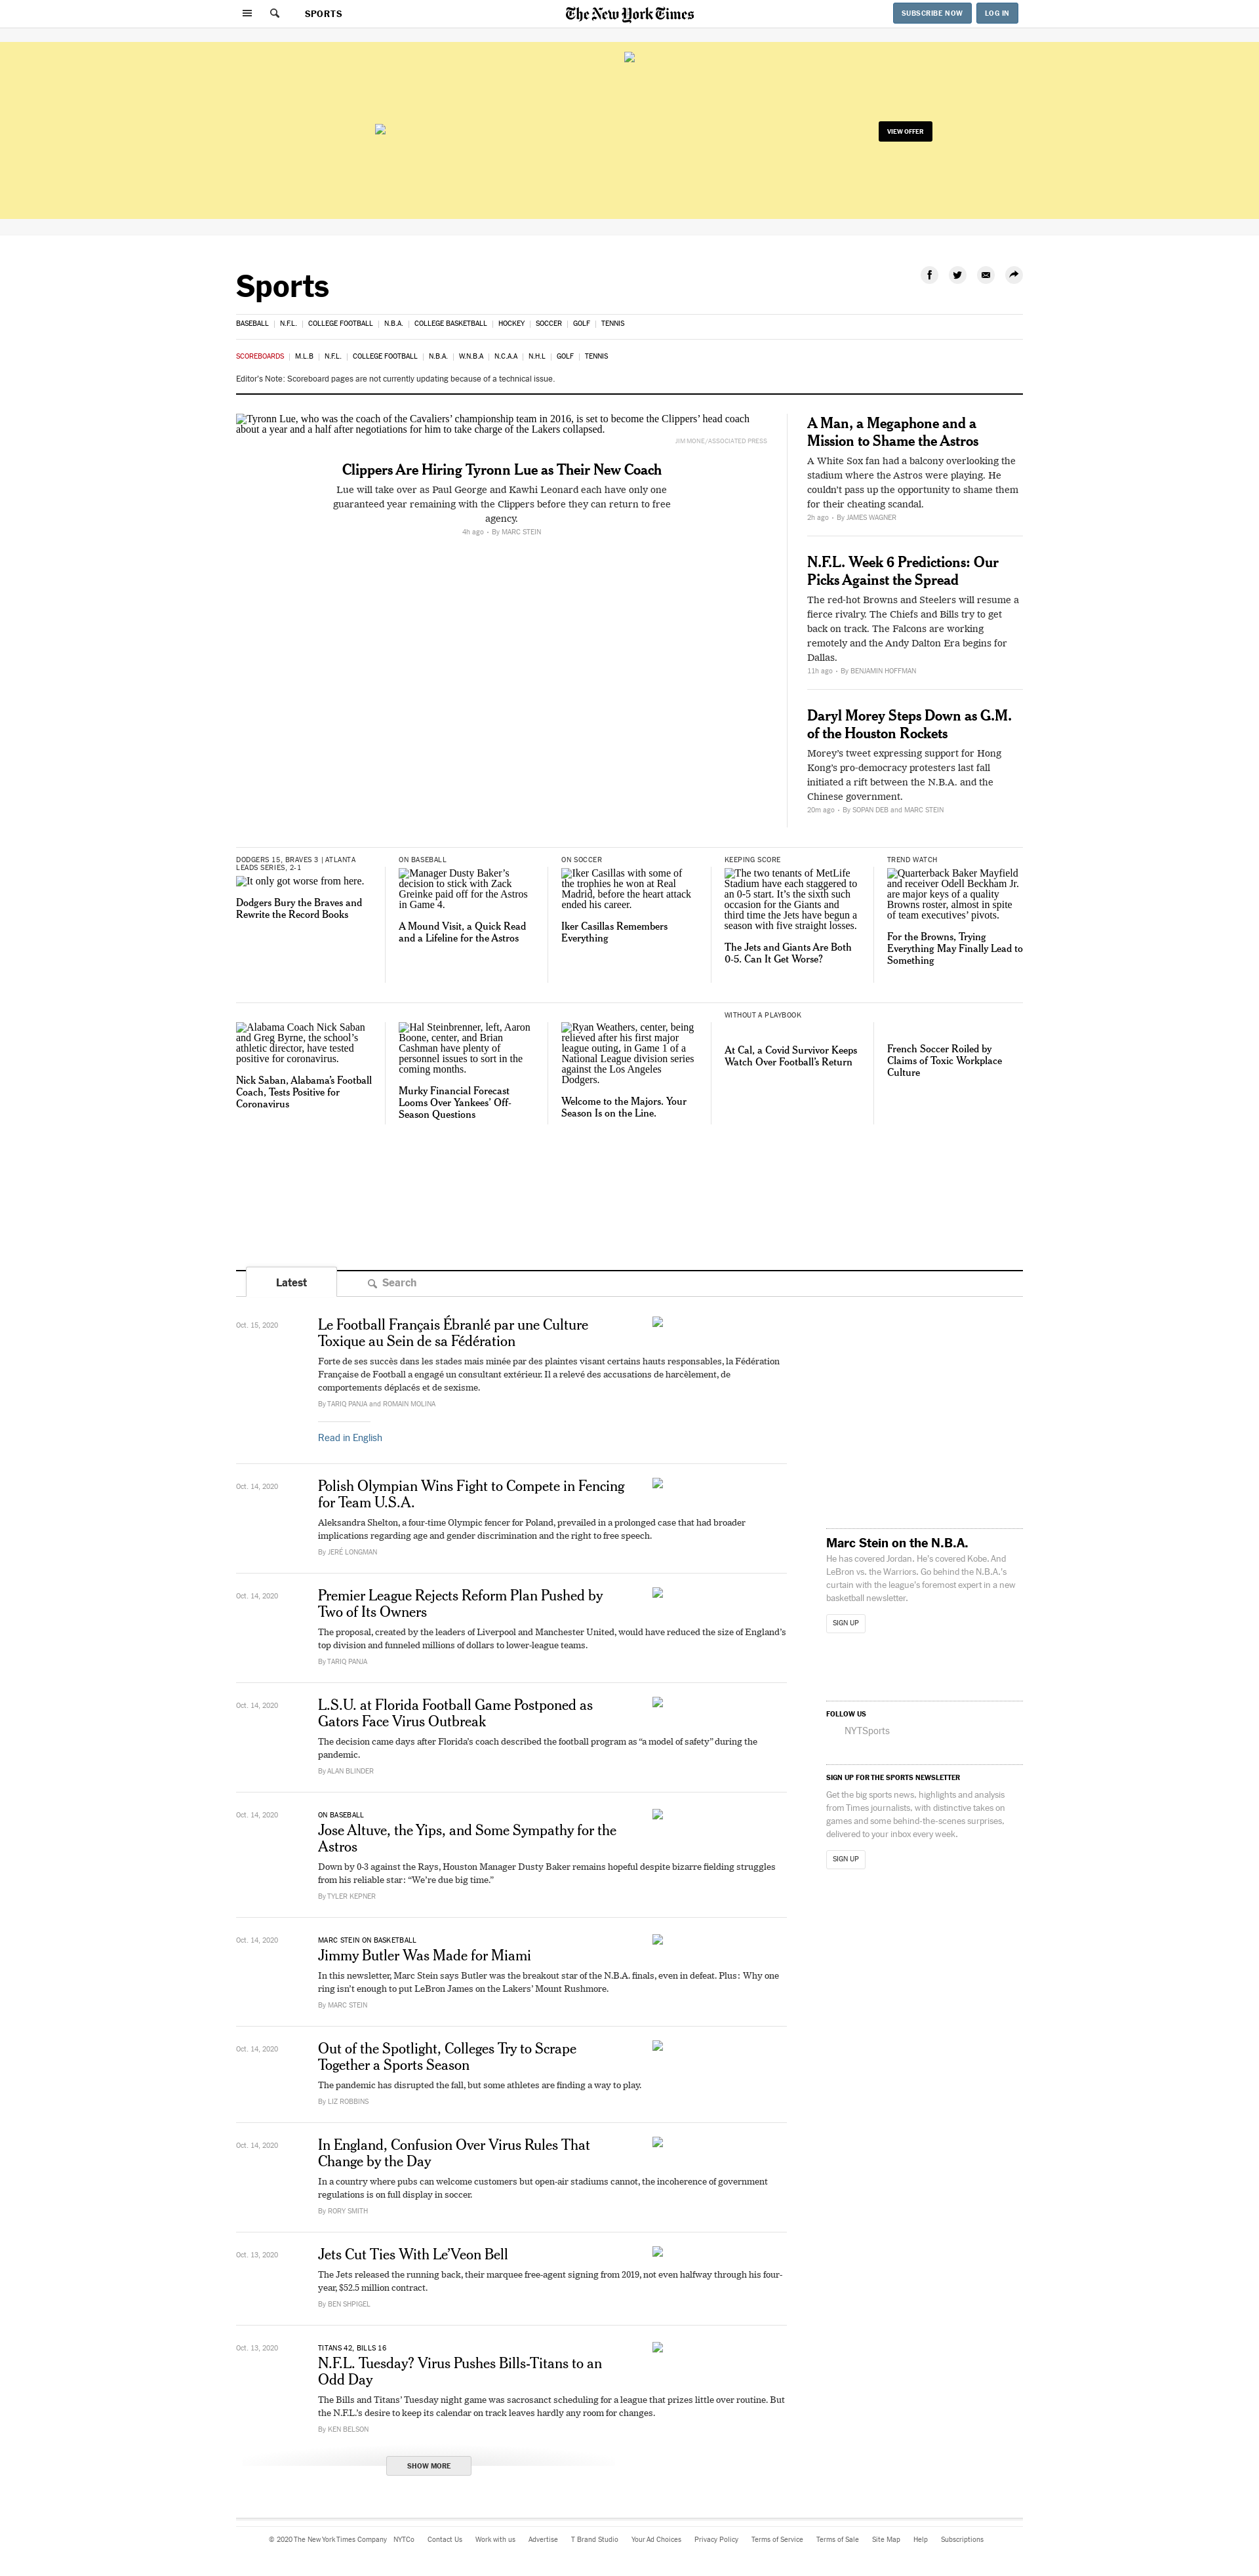 SPORTS
The New York Times
SUBSCRIBE NOW
LOG IN
VIEW OFFER
Sports
BASEBALL | N.F.L. | COLLEGE FOOTBALL | N.B.A. | COLLEGE BASKETBALL | HOCKEY | SOCCER | GOLF | TENNIS
SCOREBOARDS | M.L.B | N.F.L. | COLLEGE FOOTBALL | N.B.A. | W.N.B.A | N.C.A.A | N.H.L | GOLF | TENNIS
Editor's Note: Scoreboard pages are not currently updating because of a technical issue.
Tyronn Lue, who was the coach of the Cavaliers' championship team in 2016, is set to become the Clippers' head coach
about a year and a half after negotiations for him to take charge of the Lakers collapsed.
JIM MONE/ASSOCIATED PRESS
Clippers Are Hiring Tyronn Lue as Their New Coach
Lue will take over as Paul George and Kawhi Leonard each have only one
guaranteed year remaining with the Clippers before they can return to free
agency.
4h ago • By MARC STEIN
A Man, a Megaphone and a
Mission to Shame the Astros
A White Sox fan had a balcony overlooking the
stadium where the Astros were playing. He
couldn't pass up the opportunity to shame them
for their cheating scandal.
2h ago • By JAMES WAGNER
N.F.L. Week 6 Predictions: Our
Picks Against the Spread
The red-hot Browns and Steelers will resume a
fierce rivalry. The Chiefs and Bills try to get
back on track. The Falcons are working
remotely and the Andy Dalton Era begins for
Dallas.
11h ago • By BENJAMIN HOFFMAN
Daryl Morey Steps Down as G.M.
of the Houston Rockets
Morey's tweet expressing support for Hong
Kong's pro-democracy protesters last fall
initiated a rift between the N.B.A. and the
Chinese government.
20m ago • By SOPAN DEB and MARC STEIN
DODGERS 15, BRAVES 3 | ATLANTA
LEADS SERIES, 2-1
It only got worse from here.
Dodgers Bury the Braves and
Rewrite the Record Books
ON BASEBALL
Manager Dusty Baker's
decision to stick with Zack
Greinke paid off for the Astros
in Game 4.
A Mound Visit, a Quick Read
and a Lifeline for the Astros
ON SOCCER
Iker Casillas with some of
the trophies he won at Real
Madrid, before the heart attack
ended his career.
Iker Casillas Remembers
Everything
KEEPING SCORE
The two tenants of MetLife
Stadium have each staggered to
an 0-5 start. It's the sixth such
occasion for the Giants and
third time the Jets have begun a
season with five straight losses.
The Jets and Giants Are Both
0-5. Can It Get Worse?
TREND WATCH
Quarterback Baker Mayfield
and receiver Odell Beckham Jr.
are major keys of a quality
Browns roster, almost in spite
of team executives' pivots.
For the Browns, Trying
Everything May Finally Lead to
Something
Alabama Coach Nick Saban
and Greg Byrne, the school's
athletic director, have tested
positive for coronavirus.
Nick Saban, Alabama's Football
Coach, Tests Positive for
Coronavirus
Hal Steinbrenner, left, Aaron
Boone, center, and Brian
Cashman have plenty of
personnel issues to sort in the
coming months.
Murky Financial Forecast
Looms Over Yankees' Off-
Season Questions
Ryan Weathers, center, being
relieved after his first major
league outing, in Game 1 of a
National League division series
against the Los Angeles
Dodgers.
Welcome to the Majors. Your
Season Is on the Line.
WITHOUT A PLAYBOOK
At Cal, a Covid Survivor Keeps
Watch Over Football's Return
French Soccer Roiled by
Claims of Toxic Workplace
Culture
Latest
Search
Oct. 15, 2020
Le Football Français Ébranlé par une Culture
Toxique au Sein de sa Fédération
Forte de ses succès dans les stades mais minée par des plaintes visant certains hauts responsables, la Fédération
Française de Football a engagé un consultant extérieur. Il a relevé des accusations de harcèlement, de
comportements déplacés et de sexisme.
By TARIQ PANJA and ROMAIN MOLINA
Read in English
Oct. 14, 2020
Polish Olympian Wins Fight to Compete in Fencing
for Team U.S.A.
Aleksandra Shelton, a four-time Olympic fencer for Poland, prevailed in a prolonged case that had broader
implications regarding age and gender discrimination and the right to free speech.
By JERÉ LONGMAN
Oct. 14, 2020
Premier League Rejects Reform Plan Pushed by
Two of Its Owners
The proposal, created by the leaders of Liverpool and Manchester United, would have reduced the size of England's
top division and funneled millions of dollars to lower-league teams.
By TARIQ PANJA
Oct. 14, 2020
L.S.U. at Florida Football Game Postponed as
Gators Face Virus Outbreak
The decision came days after Florida's coach described the football program as “a model of safety” during the
pandemic.
By ALAN BLINDER
Oct. 14, 2020
ON BASEBALL
Jose Altuve, the Yips, and Some Sympathy for the
Astros
Down by 0-3 against the Rays, Houston Manager Dusty Baker remains hopeful despite bizarre fielding struggles
from his reliable star: “We're due big time.”
By TYLER KEPNER
Oct. 14, 2020
MARC STEIN ON BASKETBALL
Jimmy Butler Was Made for Miami
In this newsletter, Marc Stein says Butler was the breakout star of the N.B.A. finals, even in defeat. Plus: Why one
ring isn't enough to put LeBron James on the Lakers' Mount Rushmore.
By MARC STEIN
Oct. 14, 2020
Out of the Spotlight, Colleges Try to Scrape
Together a Sports Season
The pandemic has disrupted the fall, but some athletes are finding a way to play.
By LIZ ROBBINS
Oct. 14, 2020
In England, Confusion Over Virus Rules That
Change by the Day
In a country where pubs can welcome customers but open-air stadiums cannot, the incoherence of government
regulations is on full display in soccer.
By RORY SMITH
Oct. 13, 2020
Jets Cut Ties With Le'Veon Bell
The Jets released the running back, their marquee free-agent signing from 2019, not even halfway through his four-
year, $52.5 million contract.
By BEN SHPIGEL
Oct. 13, 2020
TITANS 42, BILLS 16
N.F.L. Tuesday? Virus Pushes Bills-Titans to an
Odd Day
The Bills and Titans' Tuesday night game was sacrosanct scheduling for a league that prizes little over routine. But
the N.F.L.'s desire to keep its calendar on track leaves hardly any room for changes.
By KEN BELSON
SHOW MORE
Marc Stein on the N.B.A.
He has covered Jordan. He's covered Kobe. And
LeBron vs. the Warriors. Go behind the N.B.A.'s
curtain with the league's foremost expert in a new
basketball newsletter.
SIGN UP
FOLLOW US
NYTSports
SIGN UP FOR THE SPORTS NEWSLETTER
Get the big sports news, highlights and analysis
from Times journalists, with distinctive takes on
games and some behind-the-scenes surprises,
delivered to your inbox every week.
SIGN UP
© 2020 The New York Times Company NYTCo Contact Us Work with us Advertise T Brand Studio Your Ad Choices Privacy Policy Terms of Service Terms of Sale Site Map Help Subscriptions